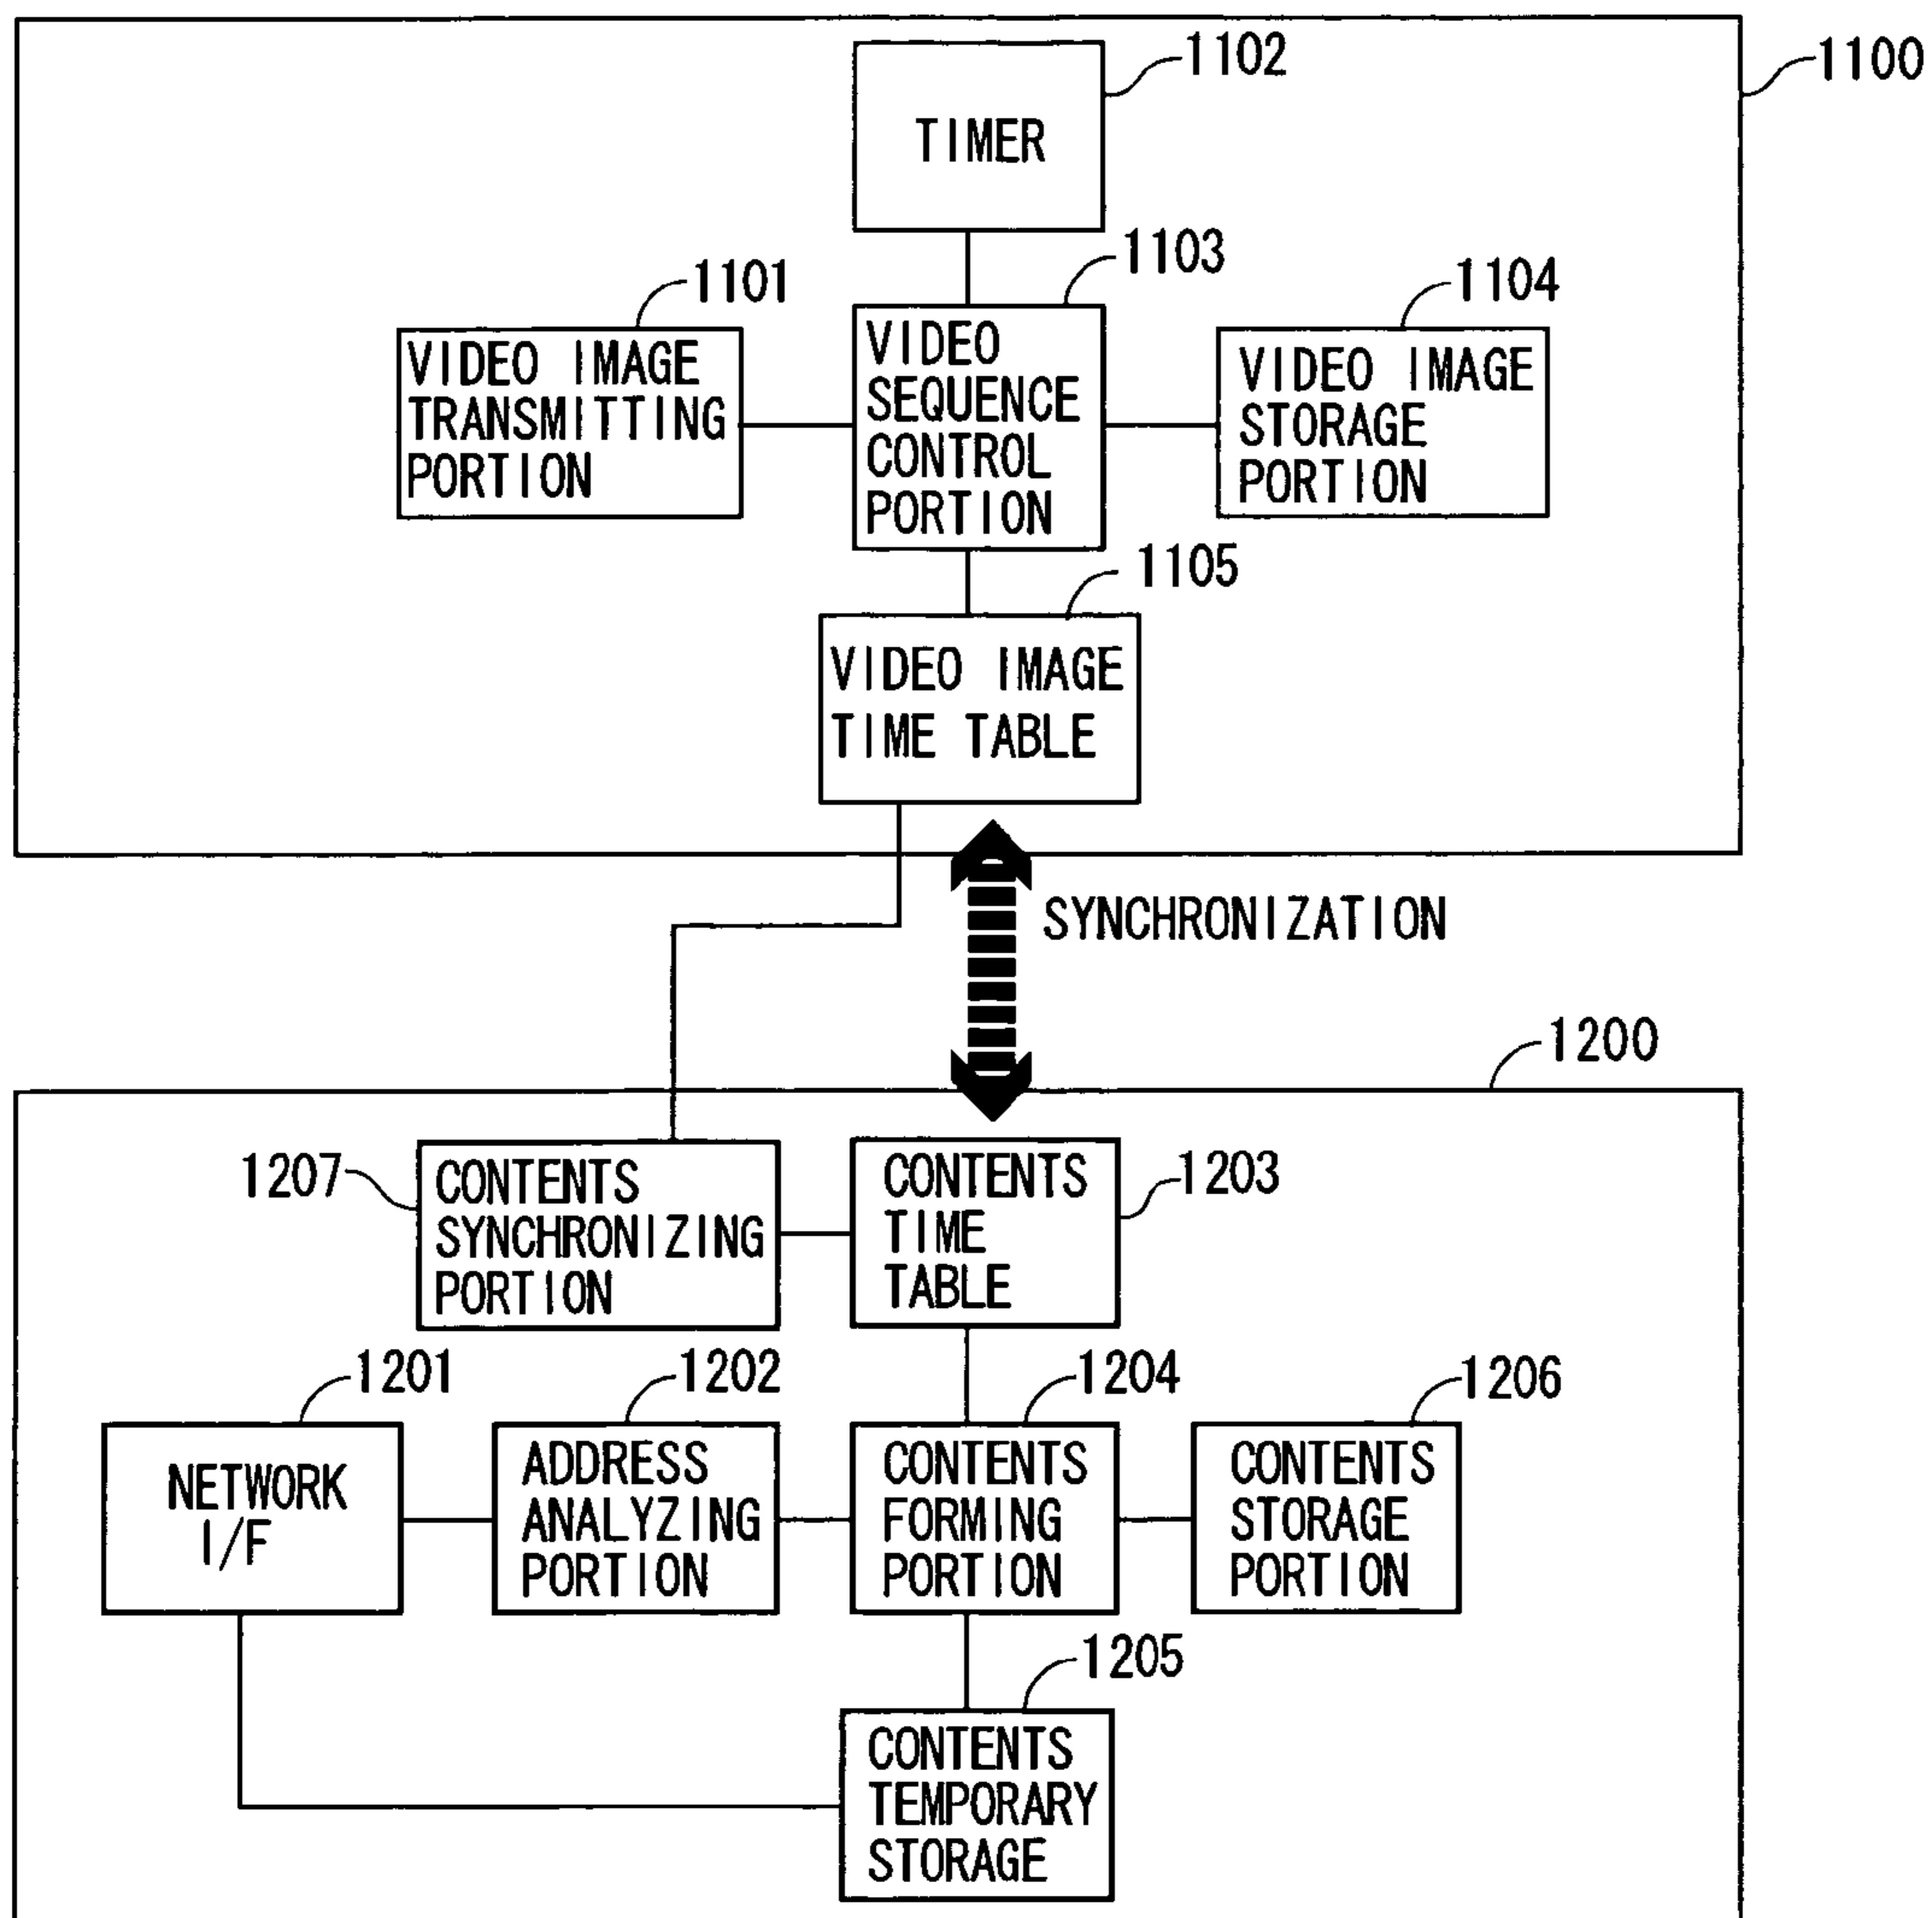 1102
1100
TIMER
1103
1101
1104
VIDEO IMAGE
TRANSMITTING
PORTION
VIDEO
SEQUENCE
CONTROL
PORTION
VIDEO IMAGE
STORAGE
PORTION
1105
VIDEO IMAGE
TIME TABLE
SYNCHRONIZATION
1200
1207
CONTENTS
SYNCHRONIZING
PORTION
CONTENTS
TIME
TABLE
1203
1201
1202
1204
1206
NETWORK
I/F
ADDRESS
ANALYZING
PORTION
CONTENTS
FORMING
PORTION
CONTENTS
STORAGE
PORTION
1205
CONTENTS
TEMPORARY
STORAGE